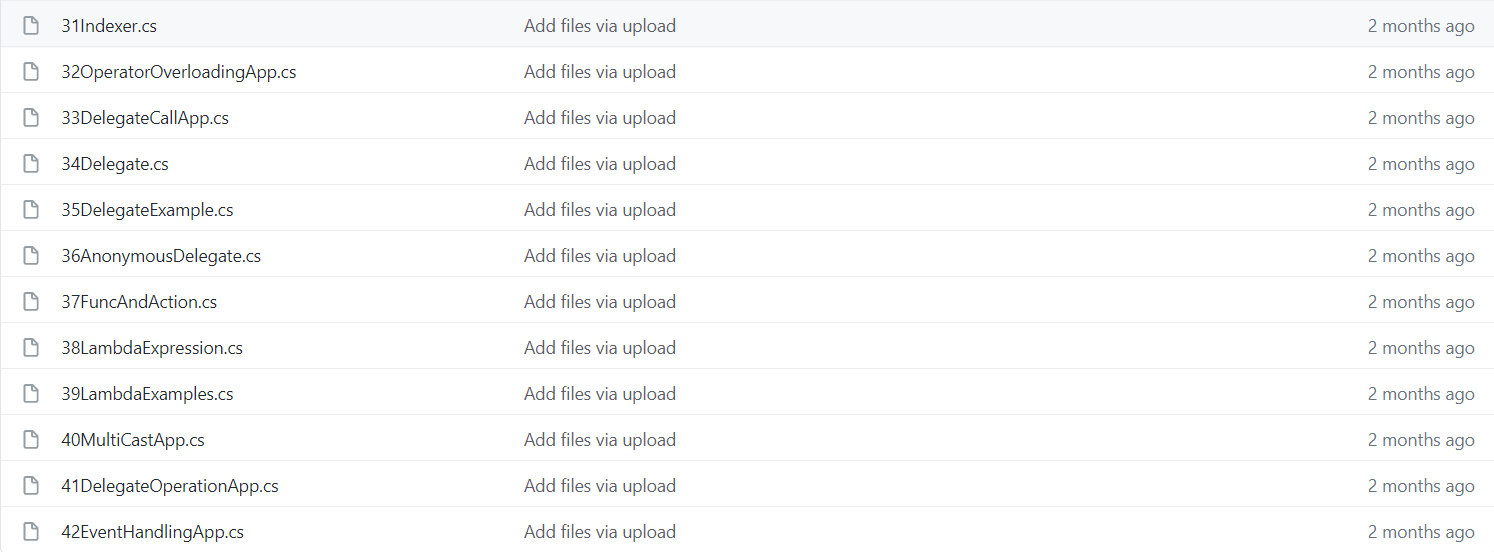 31Indexer.cs Add files via upload 2 months ago
32OperatorOverloadingApp.cs Add files via upload 2 months ago
33DelegateCallApp.cs Add files via upload 2 months ago
34Delegate.cs Add files via upload 2 months ago
35DelegateExample.cs Add files via upload 2 months ago
36AnonymousDelegate.cs Add files via upload 2 months ago
37FuncAndAction.cs Add files via upload 2 months ago
38LambdaExpression.cs Add files via upload 2 months ago
39LambdaExamples.cs Add files via upload 2 months ago
40MultiCastApp.cs Add files via upload 2 months ago
41DelegateOperationApp.cs Add files via upload 2 months ago
42EventHandlingApp.cs Add files via upload 2 months ago